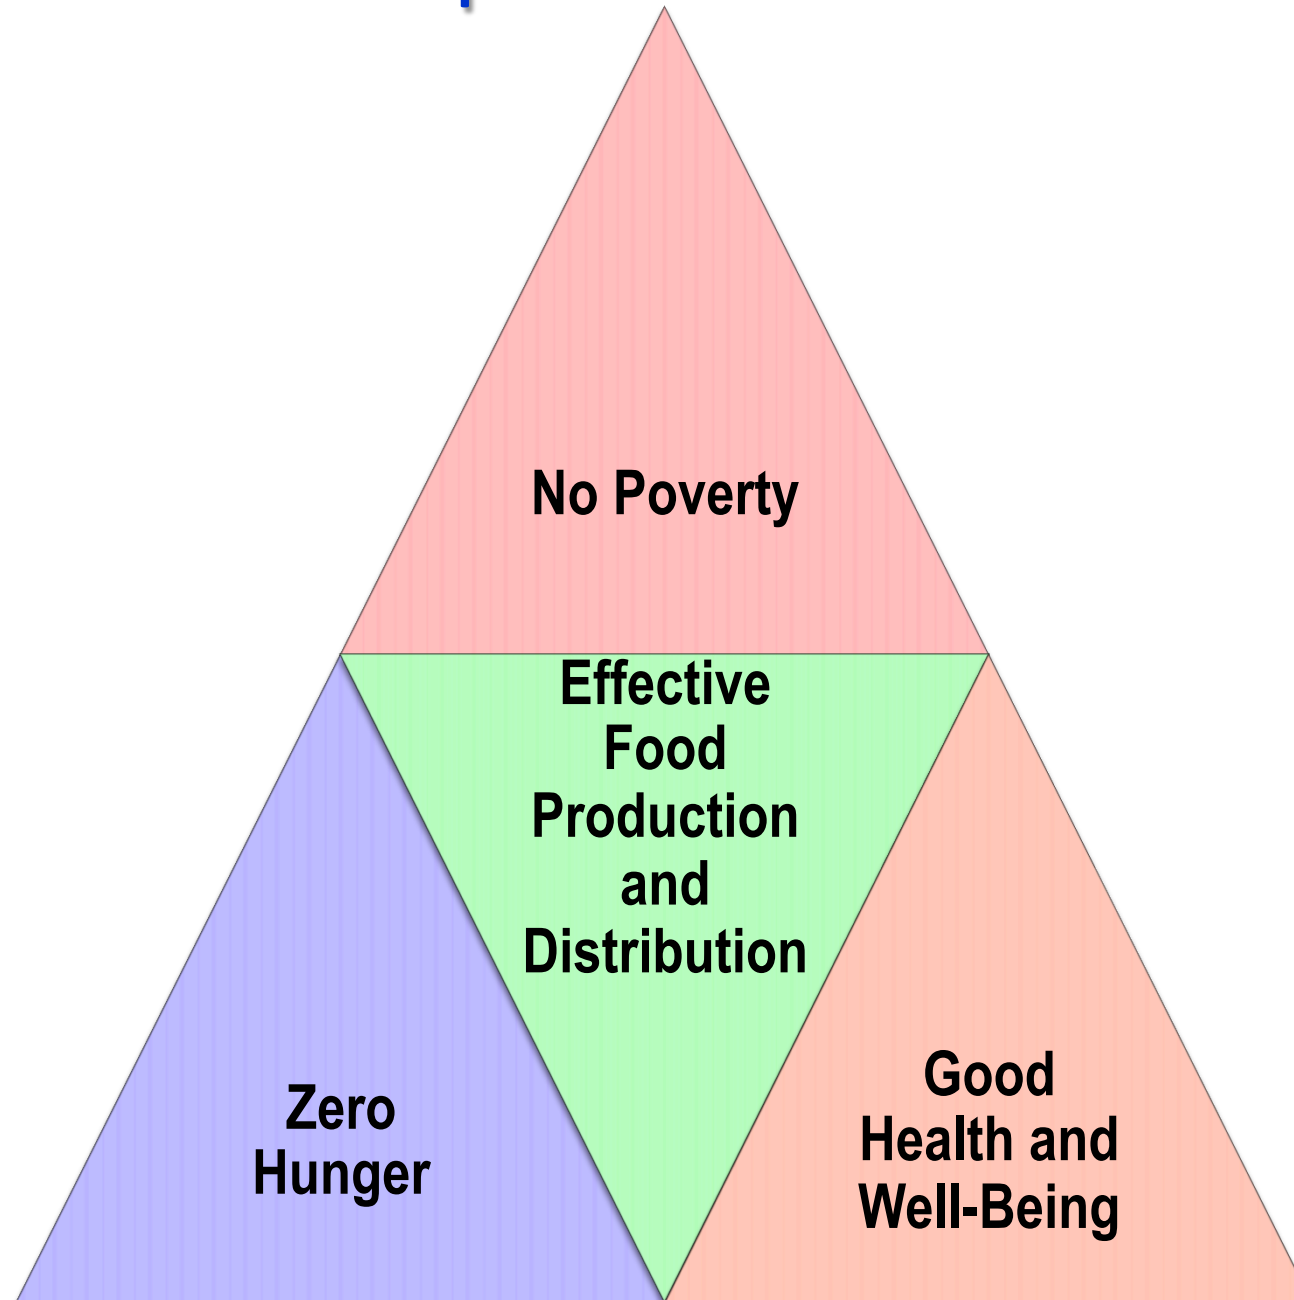 No Poverty
Effective
Food
Production
and
Distribution
Zero
Hunger
Good
Health and
Well-Being